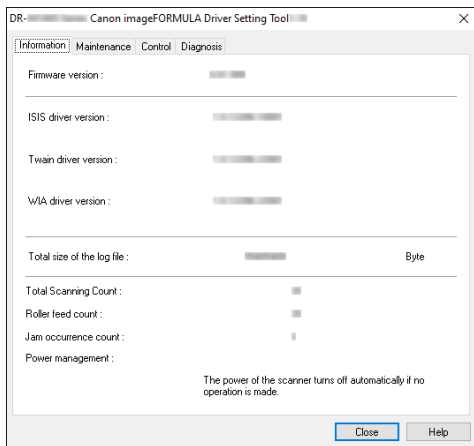 DR- Canon imageFORMULA Driver Setting Tool
Information Maintenance Control Diagnosis
Firmware version :
ISIS driver version :
Twain driver version :
WIA driver version :
Total size of the log file : Byte
Total Scanning Count :
Roller feed count :
Jam occurrence count :
Power management :
The power of the scanner turns off automatically if no
operation is made.
Close Help